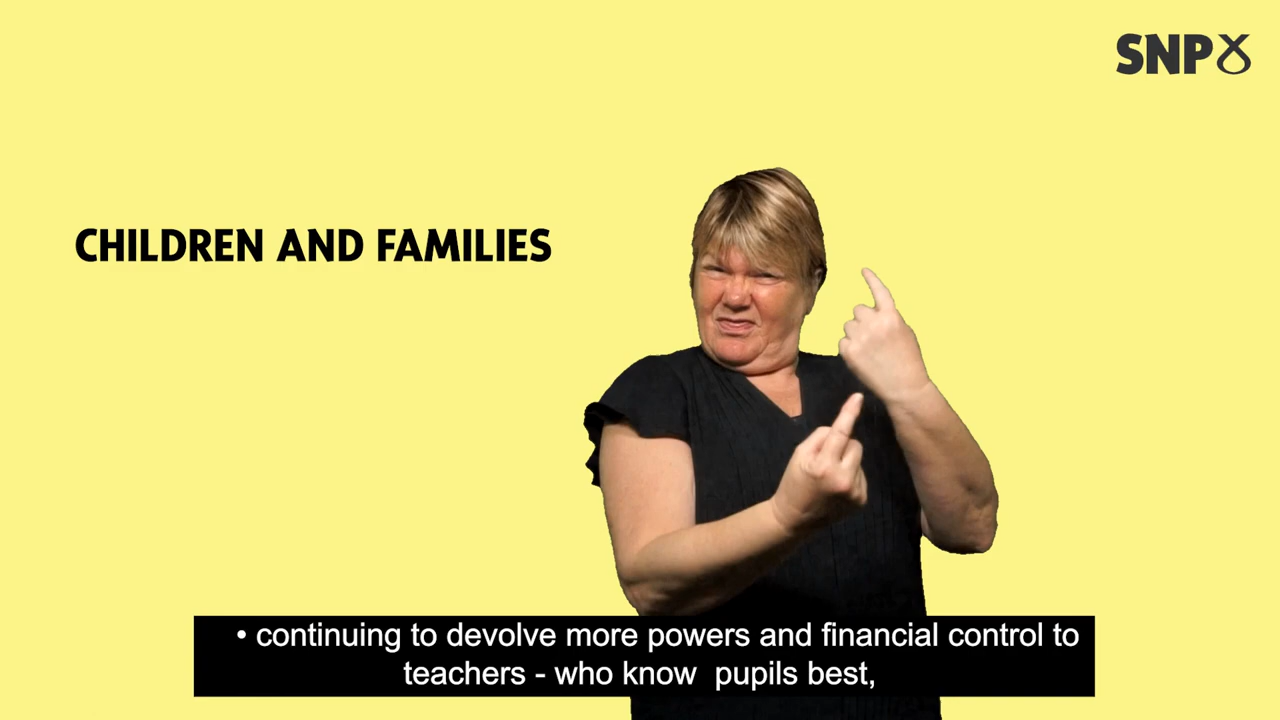 SNP
CHILDREN AND FAMILIES
• continuing to devolve more powers and financial control to
teachers - who know  pupils best,